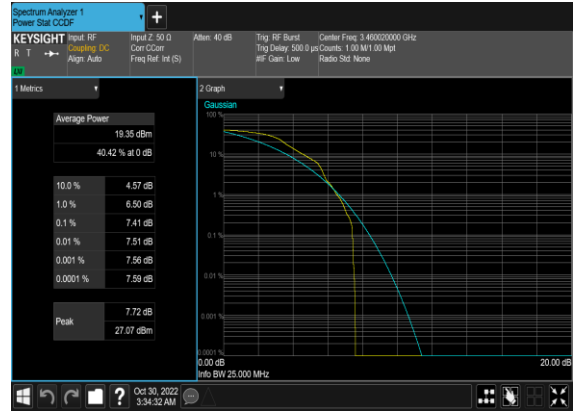 Spectrum Analyzer 1
Power Stat CCDF
KEYSIGHT
R T
LXI
Input: RF
Coupling: DC
Align: Auto
Input Z: 50 Ω
Corr CCorr
Freq Ref: Int (S)
Atten: 40 dB
Trig: RF Burst
Trig Delay: 500.0 µs
#IF Gain: Low
Center Freq: 3.460020000 GHz
Counts: 1.00 M/1.00 Mpt
Radio Std: None
1 Metrics
Average Power
19.35 dBm
40.42 % at 0 dB
10.0 % 4.57 dB
1.0 % 6.50 dB
0.1 % 7.41 dB
0.01 % 7.51 dB
0.001 % 7.56 dB
0.0001 % 7.59 dB
Peak
7.72 dB
27.07 dBm
2 Graph
Gaussian
100 %
10 %
1 %
0.1 %
0.01 %
0.001 %
0.0001 %
0.00 dB 20.00 dB
Info BW 25.000 MHz
?
Oct 30, 2022
3:34:32 AM